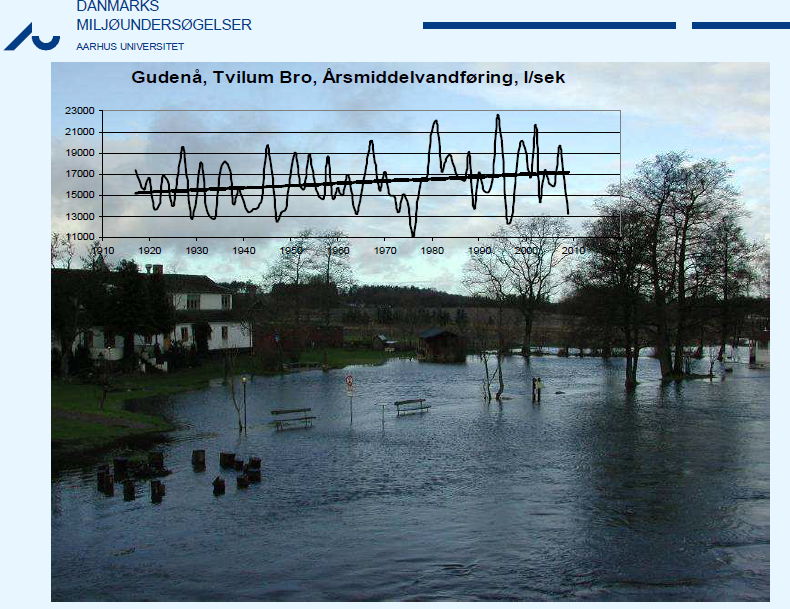 DANMARKS
MILJØUNDERSØGELSER
AARHUS UNIVERSITET
Gudenå, Tvilum Bro, Årsmiddelvandføring, l/sek
23000
21000
19000
17000
15000
13000
11000
1910 1920 1930 1940 1950 1960 1970 1980 1990 2000 2010